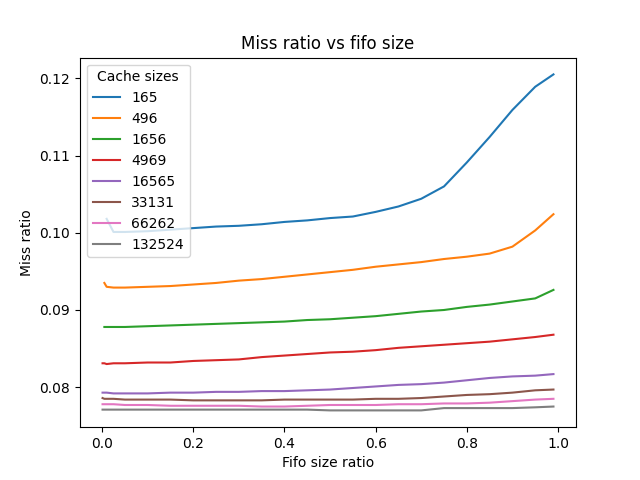 Miss ratio vs fifo size
Cache sizes
165
496
1656
4969
16565
33131
66262
132524
0.12
0.11
0.10
0.09
0.08
Miss ratio
0.0 0.2 0.4 0.6 0.8 1.0
Fifo size ratio